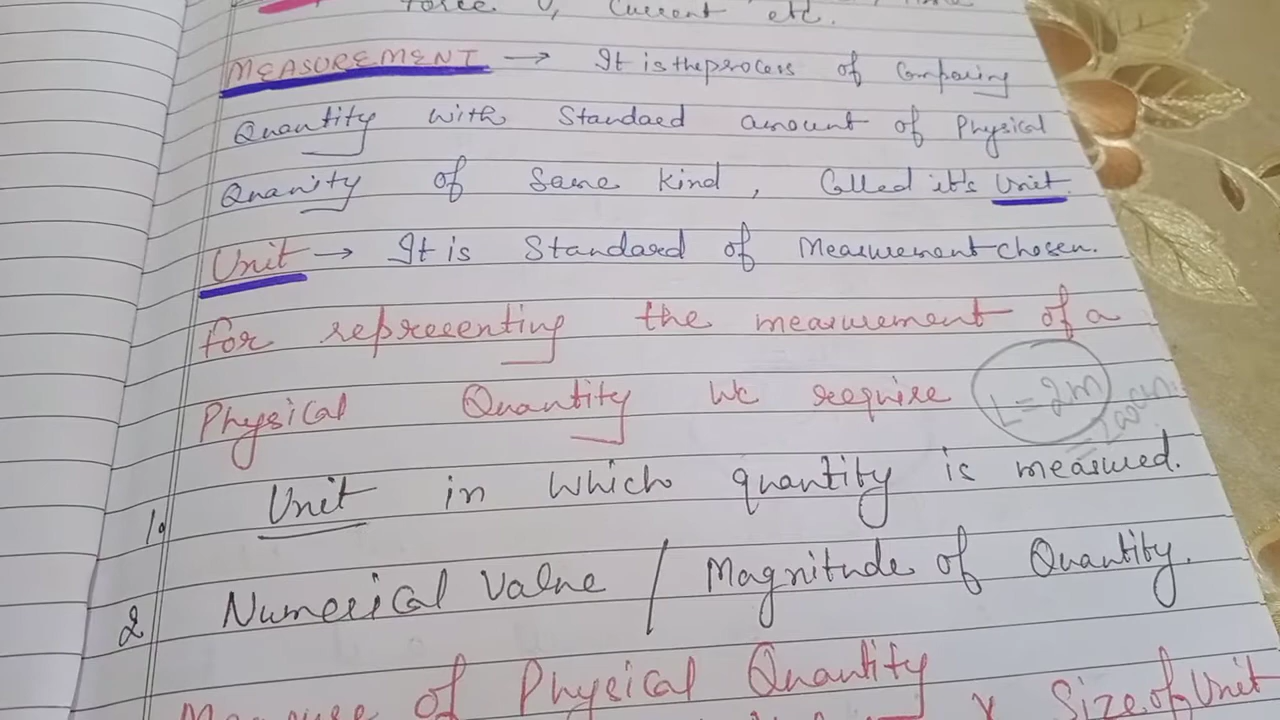 force, Current etc.
MEASUREMENT → It is the process of Comparing
Quantity with Standard amount of Physical
Quanity of Same Kind, Called it's Unit.
Unit → It is Standard of Measurement chosen.
for representing the measurement of a
Physical Quantity we require L = 2m
= 200cm
1. Unit in which quantity is measured.
2 Numerical Value / Magnitude of Quantity.
Measure of Physical Quantity
x Size of Unit